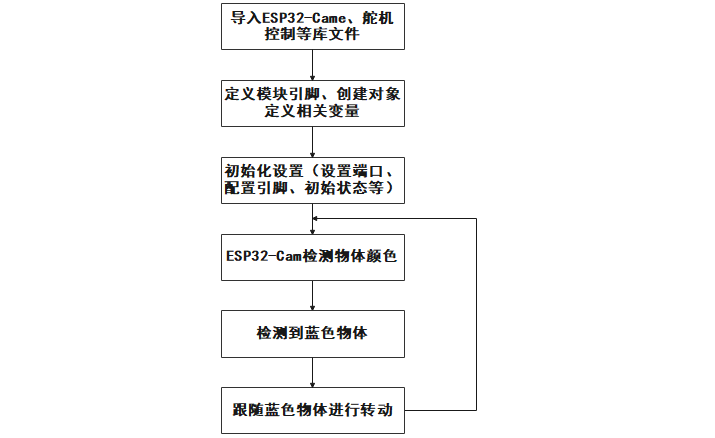 导入ESP32-Came、舵机
控制等库文件
定义模块引脚、创建对象
定义相关变量
初始化设置（设置端口、
配置引脚、初始状态等）
ESP32-Cam检测物体颜色
检测到蓝色物体
跟随蓝色物体进行转动